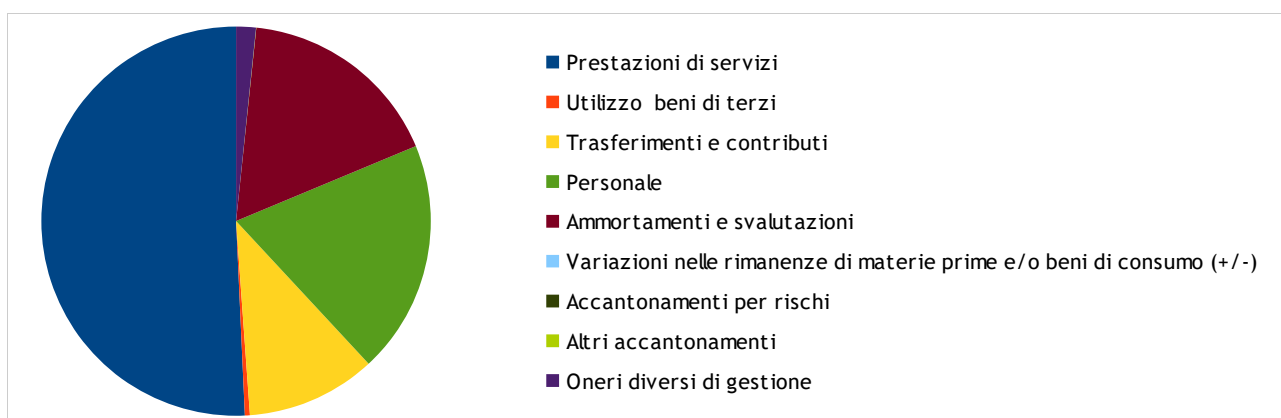 Prestazioni di servizi
Utilizzo beni di terzi
Trasferimenti e contributi
Personale
Ammortamenti e svalutazioni
Variazioni nelle rimanenze di materie prime e/o beni di consumo (+/-)
Accantonamenti per rischi
Altri accantonamenti
Oneri diversi di gestione